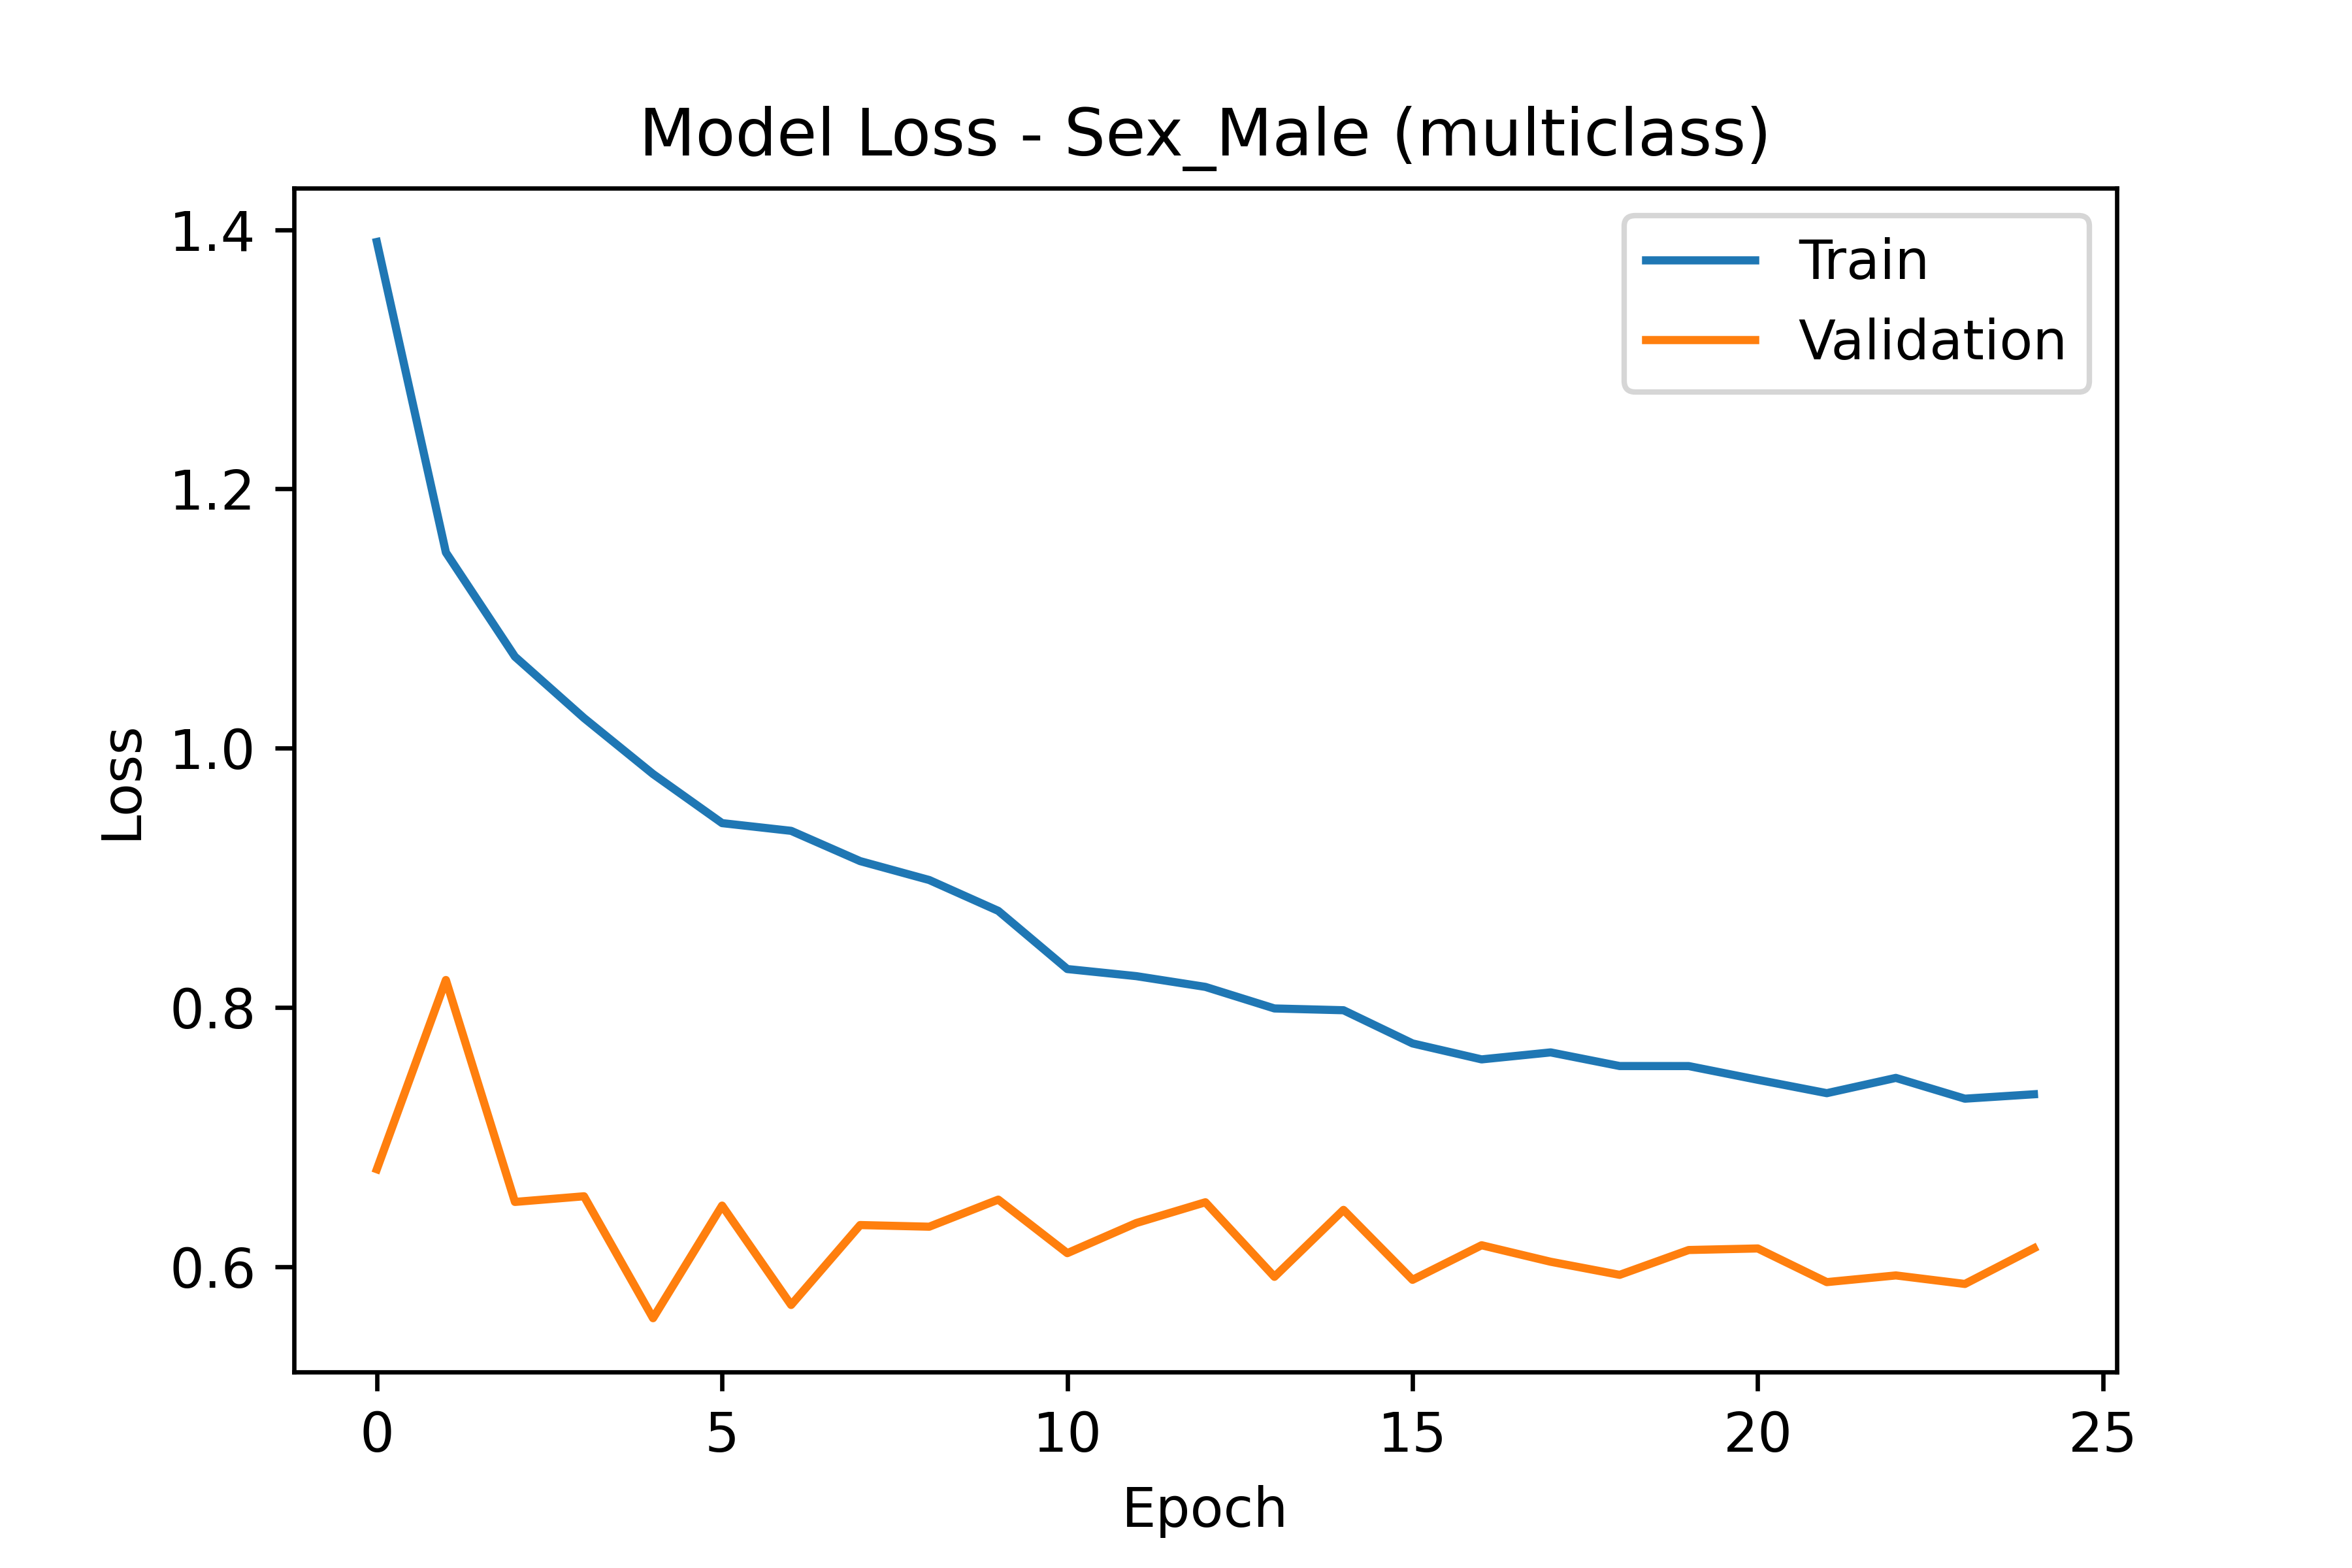 Model Loss - Sex_Male (multiclass)
Train
Validation
1.4
1.2
1.0
0.8
0.6
Loss
0 5 10 15 20 25
Epoch